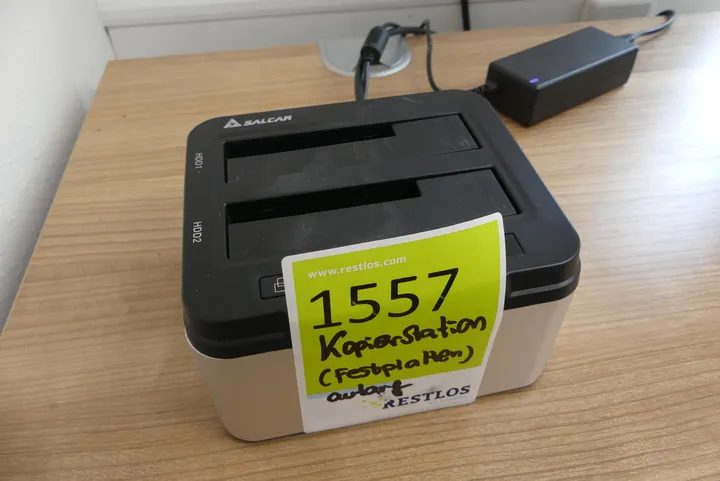 SALCAR
HDD1
HDD2
www.restlos.com
1557
Kopierstation
(Festplatten)
RESTLOS